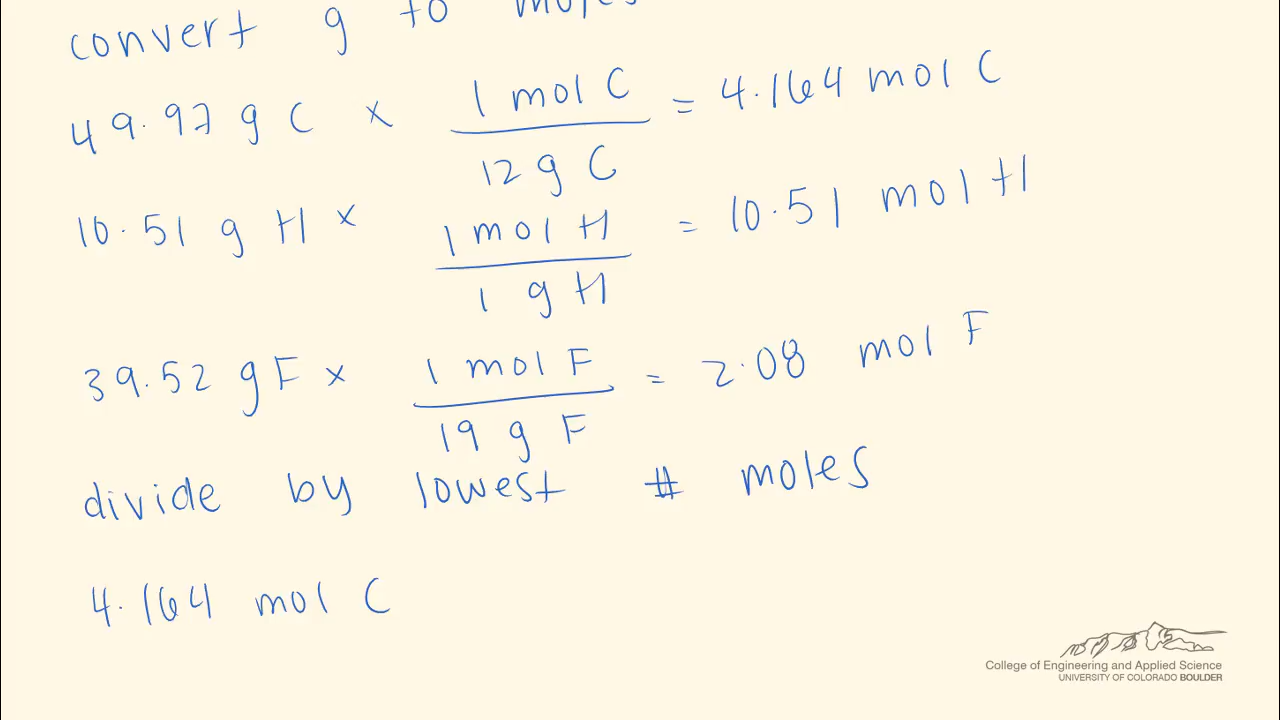 convert g to moles
49.97 g C × 1 mol C / 12 g C = 4.164 mol C
10.51 g H × 1 mol H / 1 g H = 10.51 mol H
39.52 g F × 1 mol F / 19 g F = 2.08 mol F
divide by lowest # moles
4.164 mol C
College of Engineering and Applied Science
UNIVERSITY OF COLORADO BOULDER